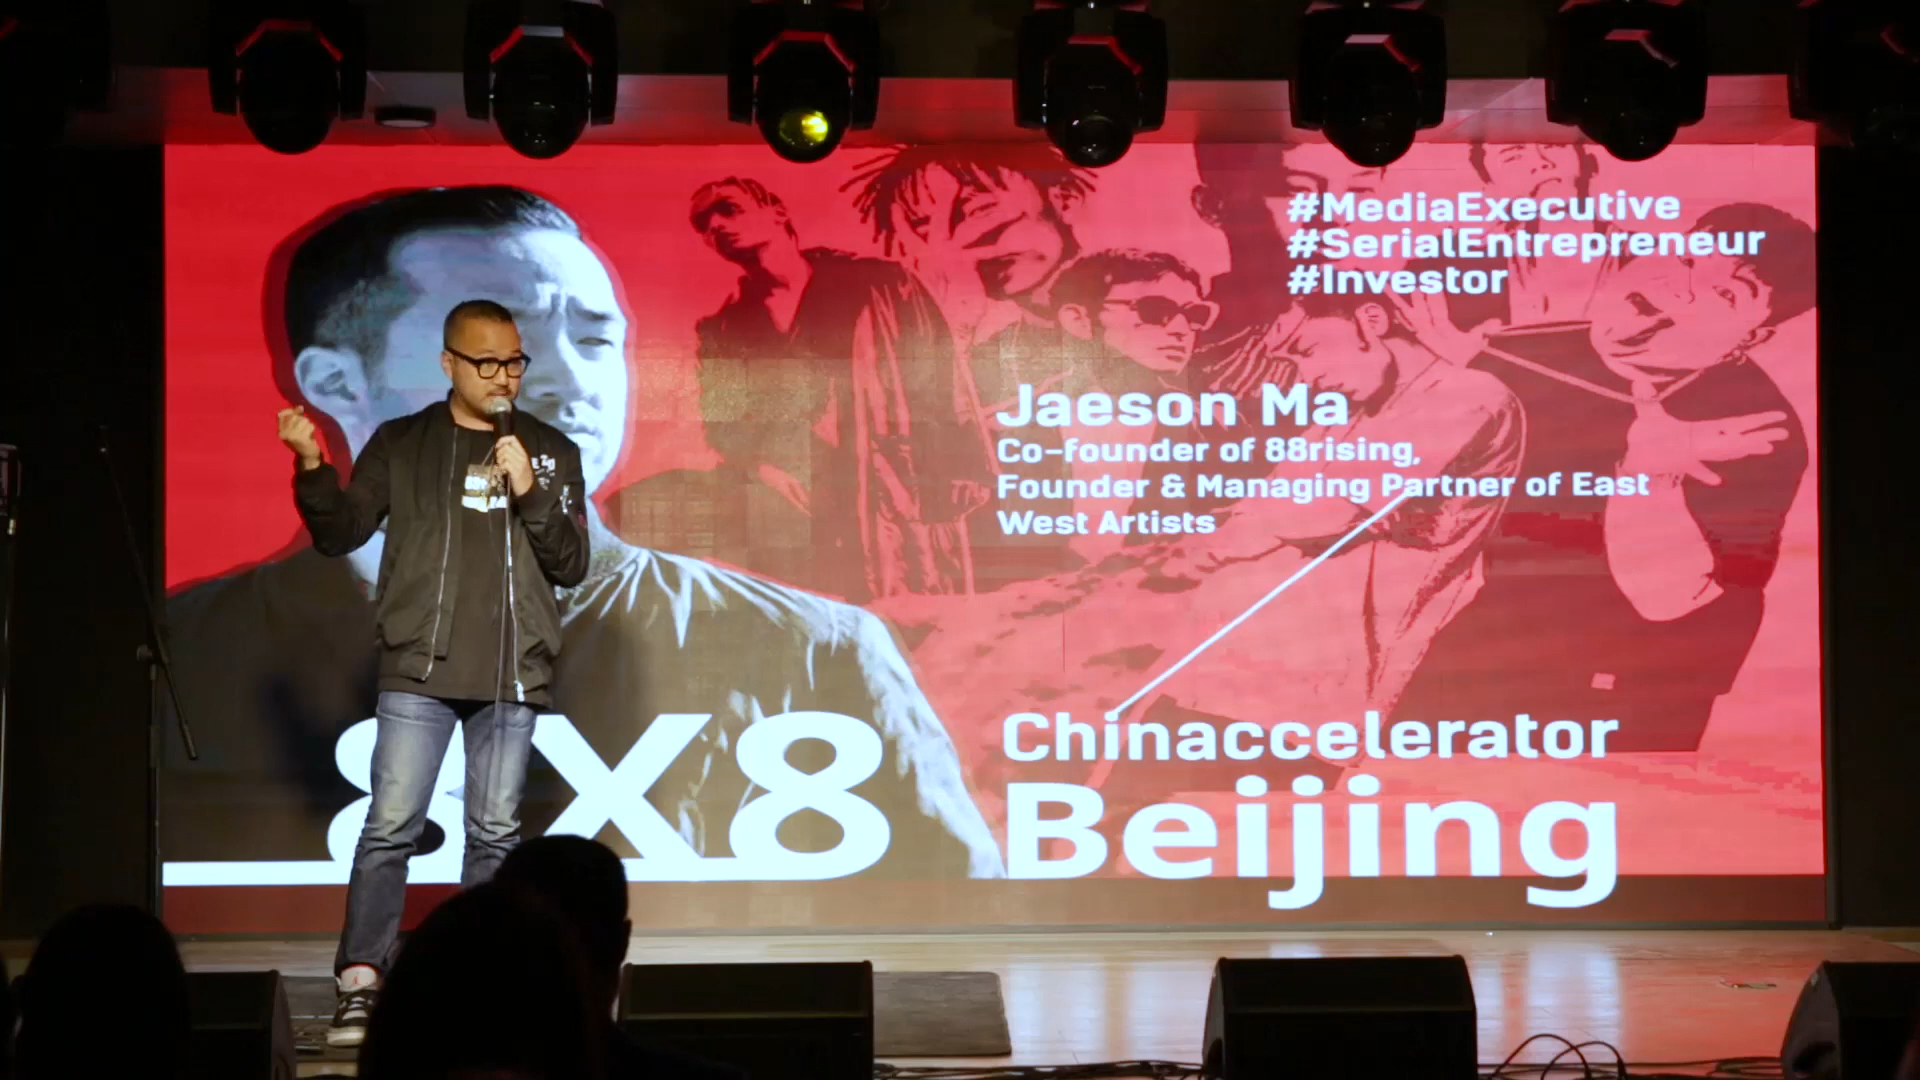 #MediaExecutive
#SerialEntrepreneur
#Investor
Jaeson Ma
Co-founder of 88rising,
Founder & Managing Partner of East
West Artists
8X8
Chinaccelerator
Beijing